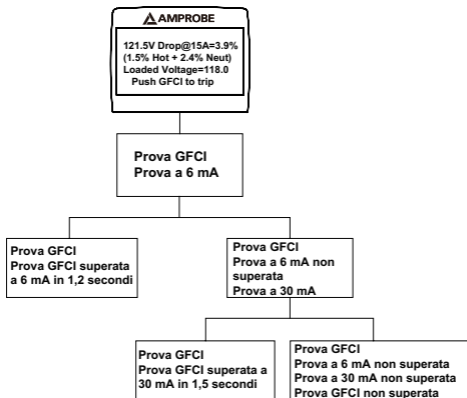 AMPROBE
121.5V Drop@15A=3.9%
(1.5% Hot + 2.4% Neut)
Loaded Voltage=118.0
Push GFCI to trip
Prova GFCI
Prova a 6 mA
Prova GFCI
Prova GFCI superata
a 6 mA in 1,2 secondi
Prova GFCI
Prova a 6 mA non
superata
Prova a 30 mA
Prova GFCI
Prova GFCI superata a
30 mA in 1,5 secondi
Prova GFCI
Prova a 6 mA non superata
Prova a 30 mA non superata
Prova GFCI non superata